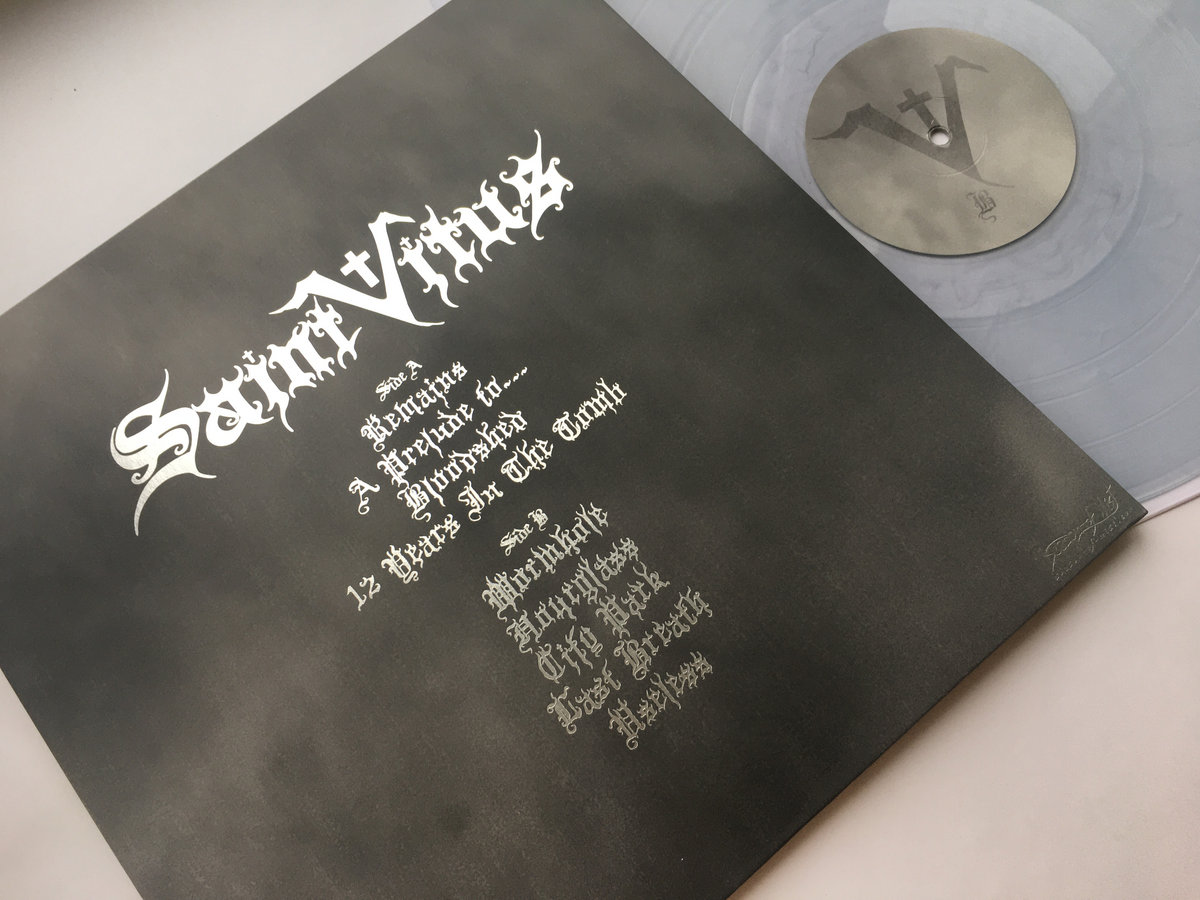 Saint Vitus
Side A
Remains
A Prelude to...
Bloodshed
12 Years In The Tomb
Side B
Wormhole
Hourglass
City Park
Last Breath
Useless
V
B